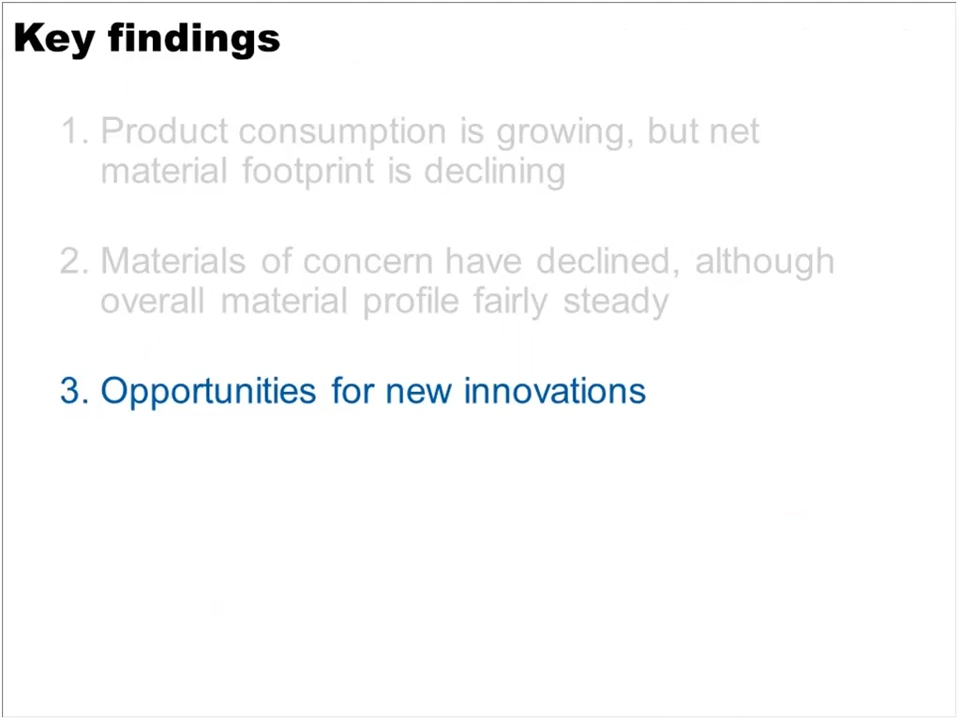 Key findings
1. Product consumption is growing, but net
material footprint is declining
2. Materials of concern have declined, although
overall material profile fairly steady
3. Opportunities for new innovations